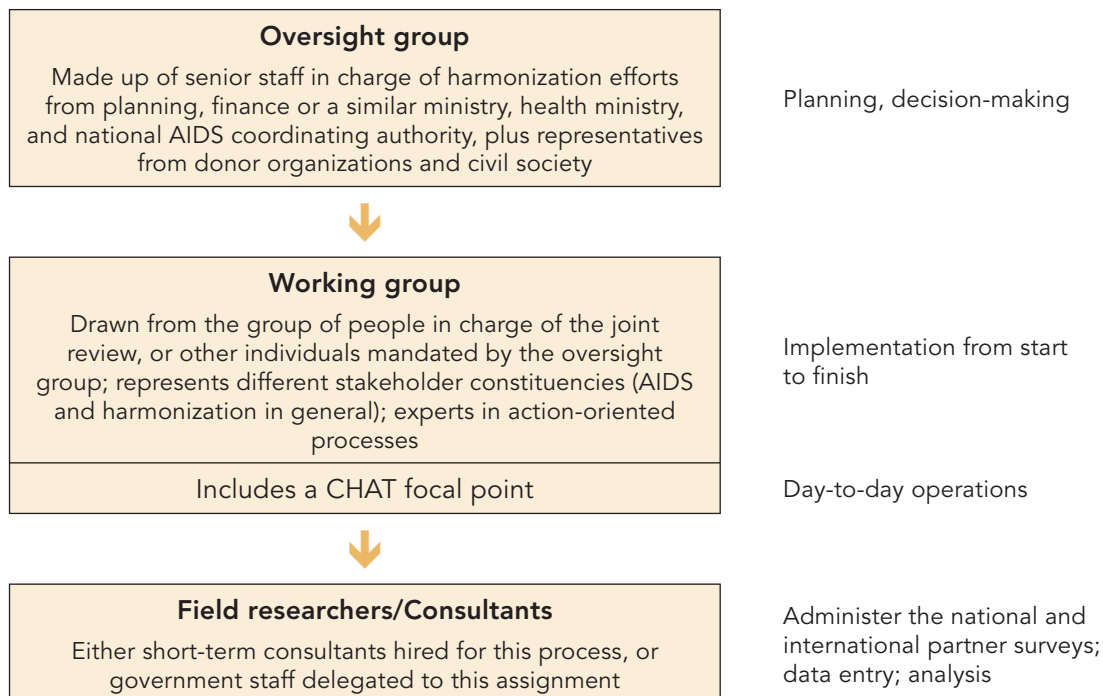 Oversight group
Made up of senior staff in charge of harmonization efforts
from planning, finance or a similar ministry, health ministry,
and national AIDS coordinating authority, plus representatives
from donor organizations and civil society
Planning, decision-making
Working group
Drawn from the group of people in charge of the joint
review, or other individuals mandated by the oversight
group; represents different stakeholder constituencies (AIDS
and harmonization in general); experts in action-oriented
processes
Implementation from start
to finish
Includes a CHAT focal point
Day-to-day operations
Field researchers/Consultants
Either short-term consultants hired for this process, or
government staff delegated to this assignment
Administer the national and
international partner surveys;
data entry; analysis